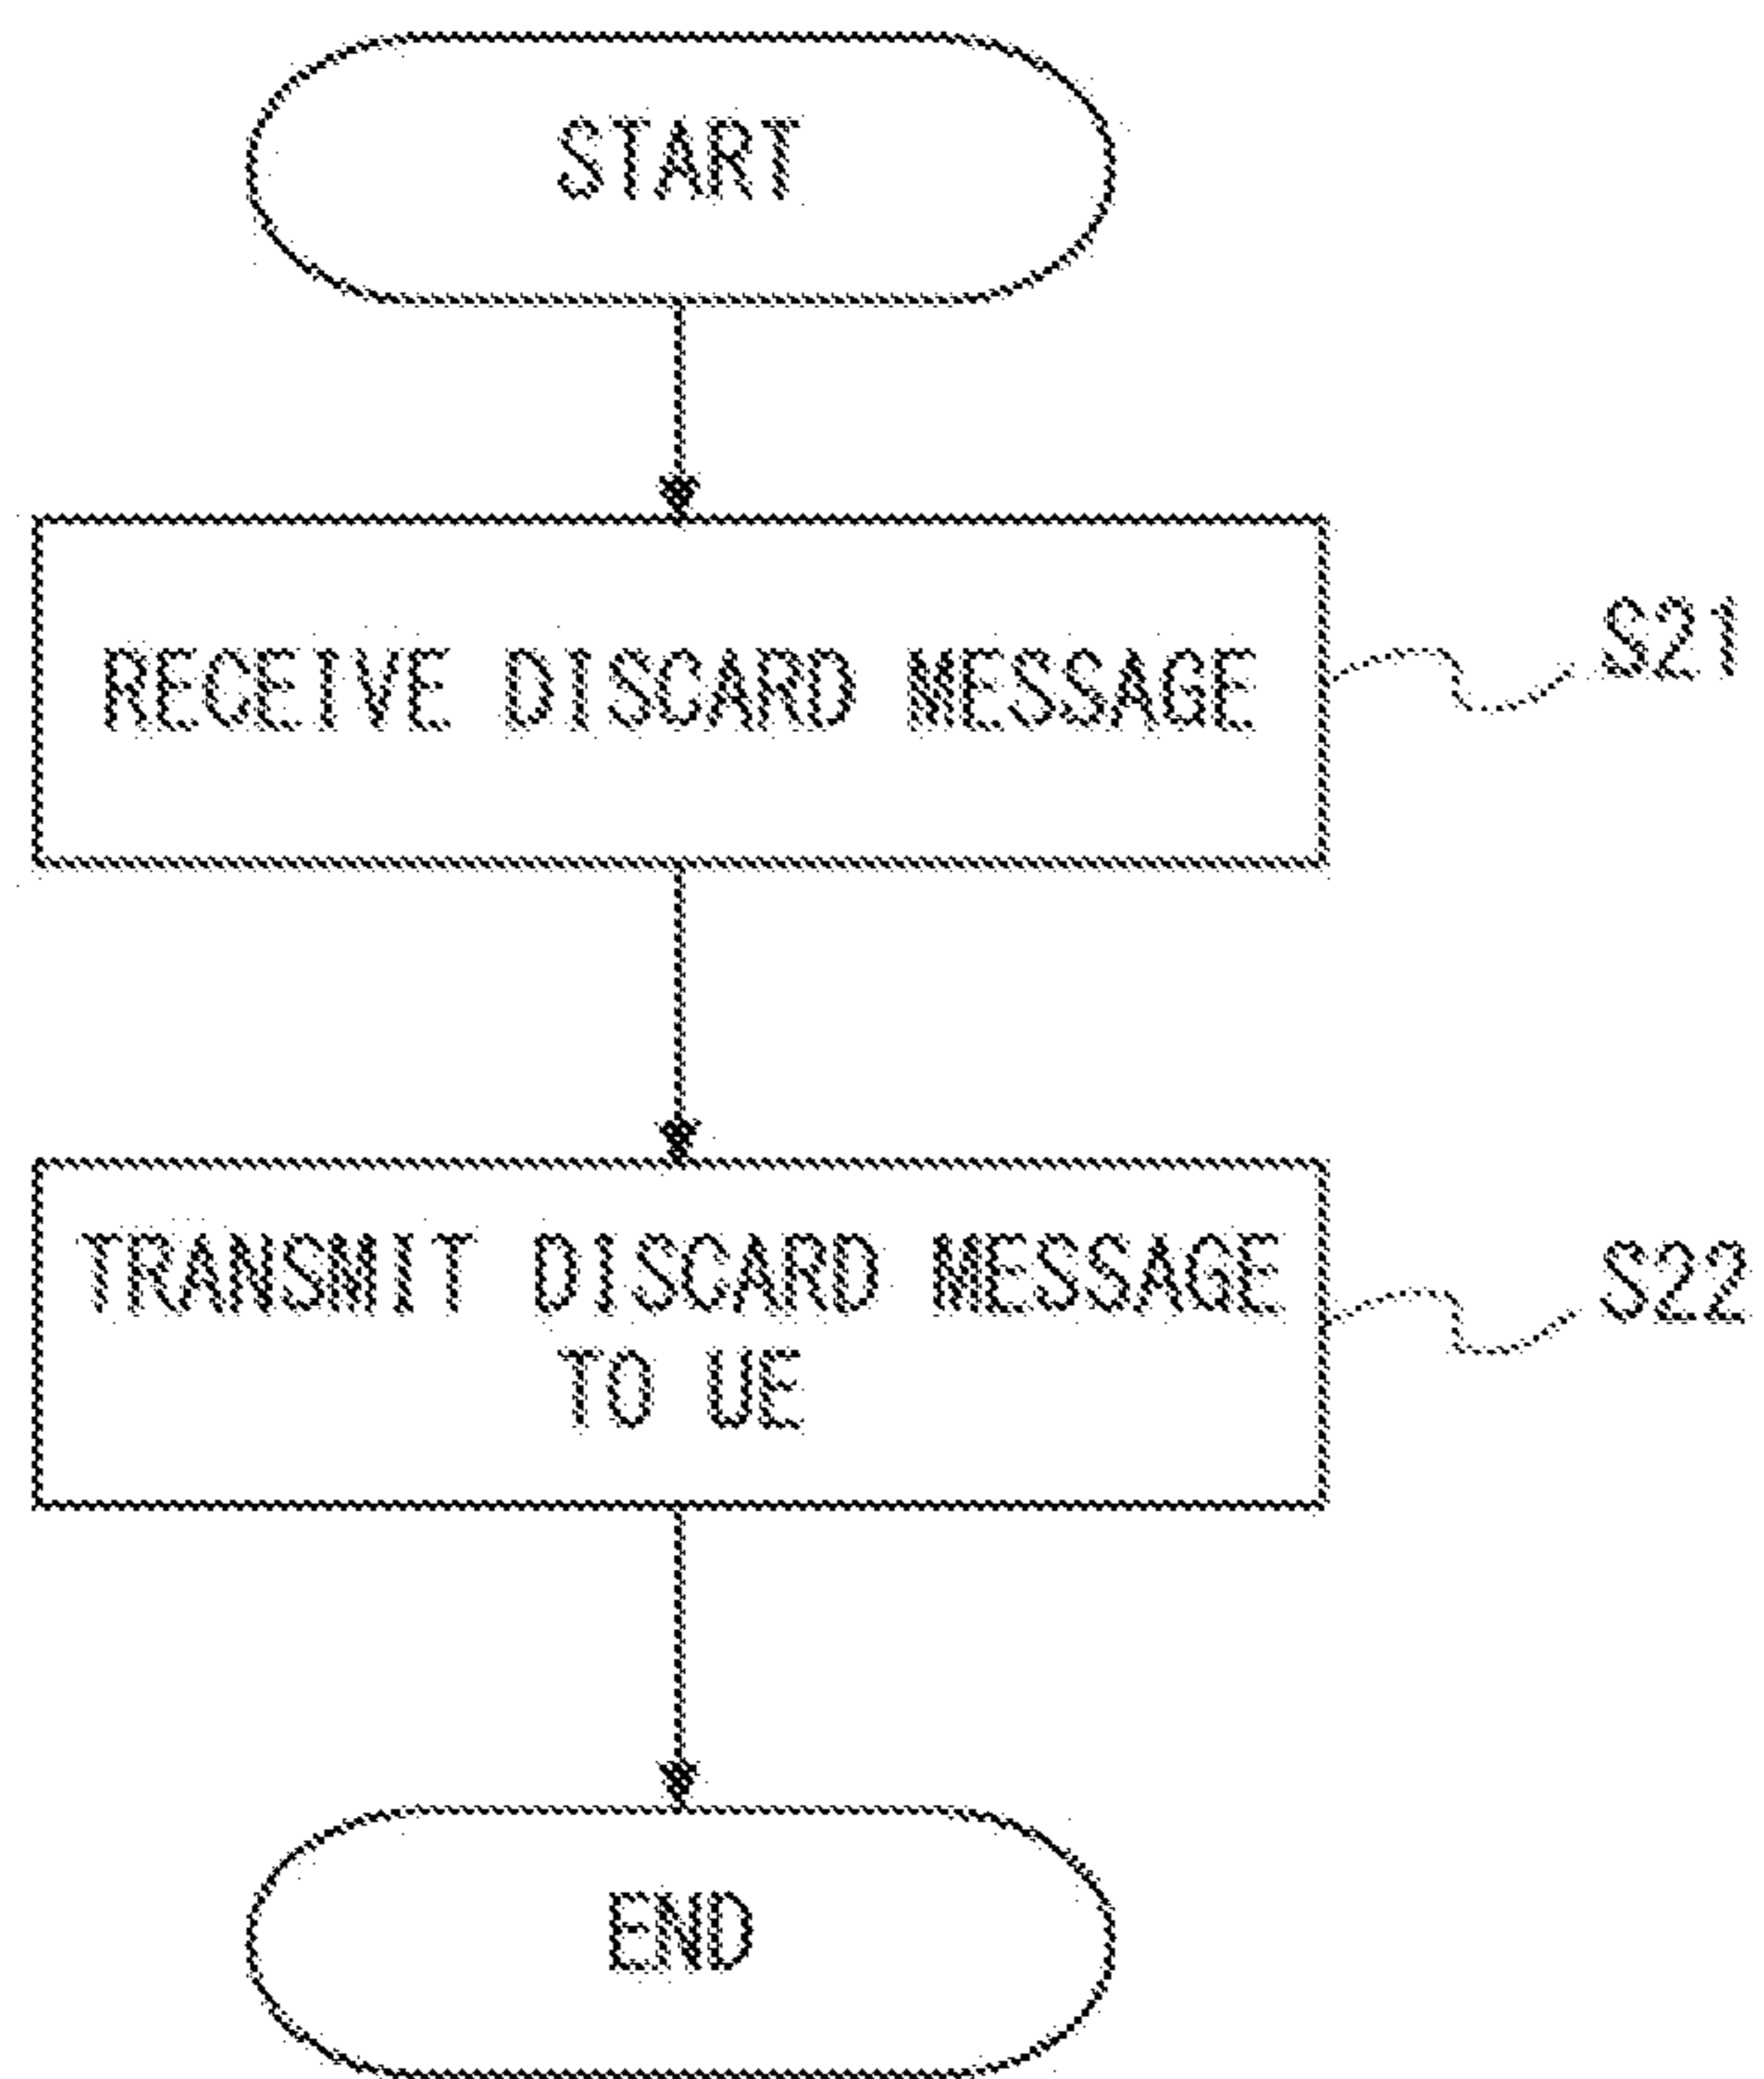 START
RECEIVE DISCARD MESSAGE
S21
TRANSMIT DISCARD MESSAGE
TO UE
S22
END